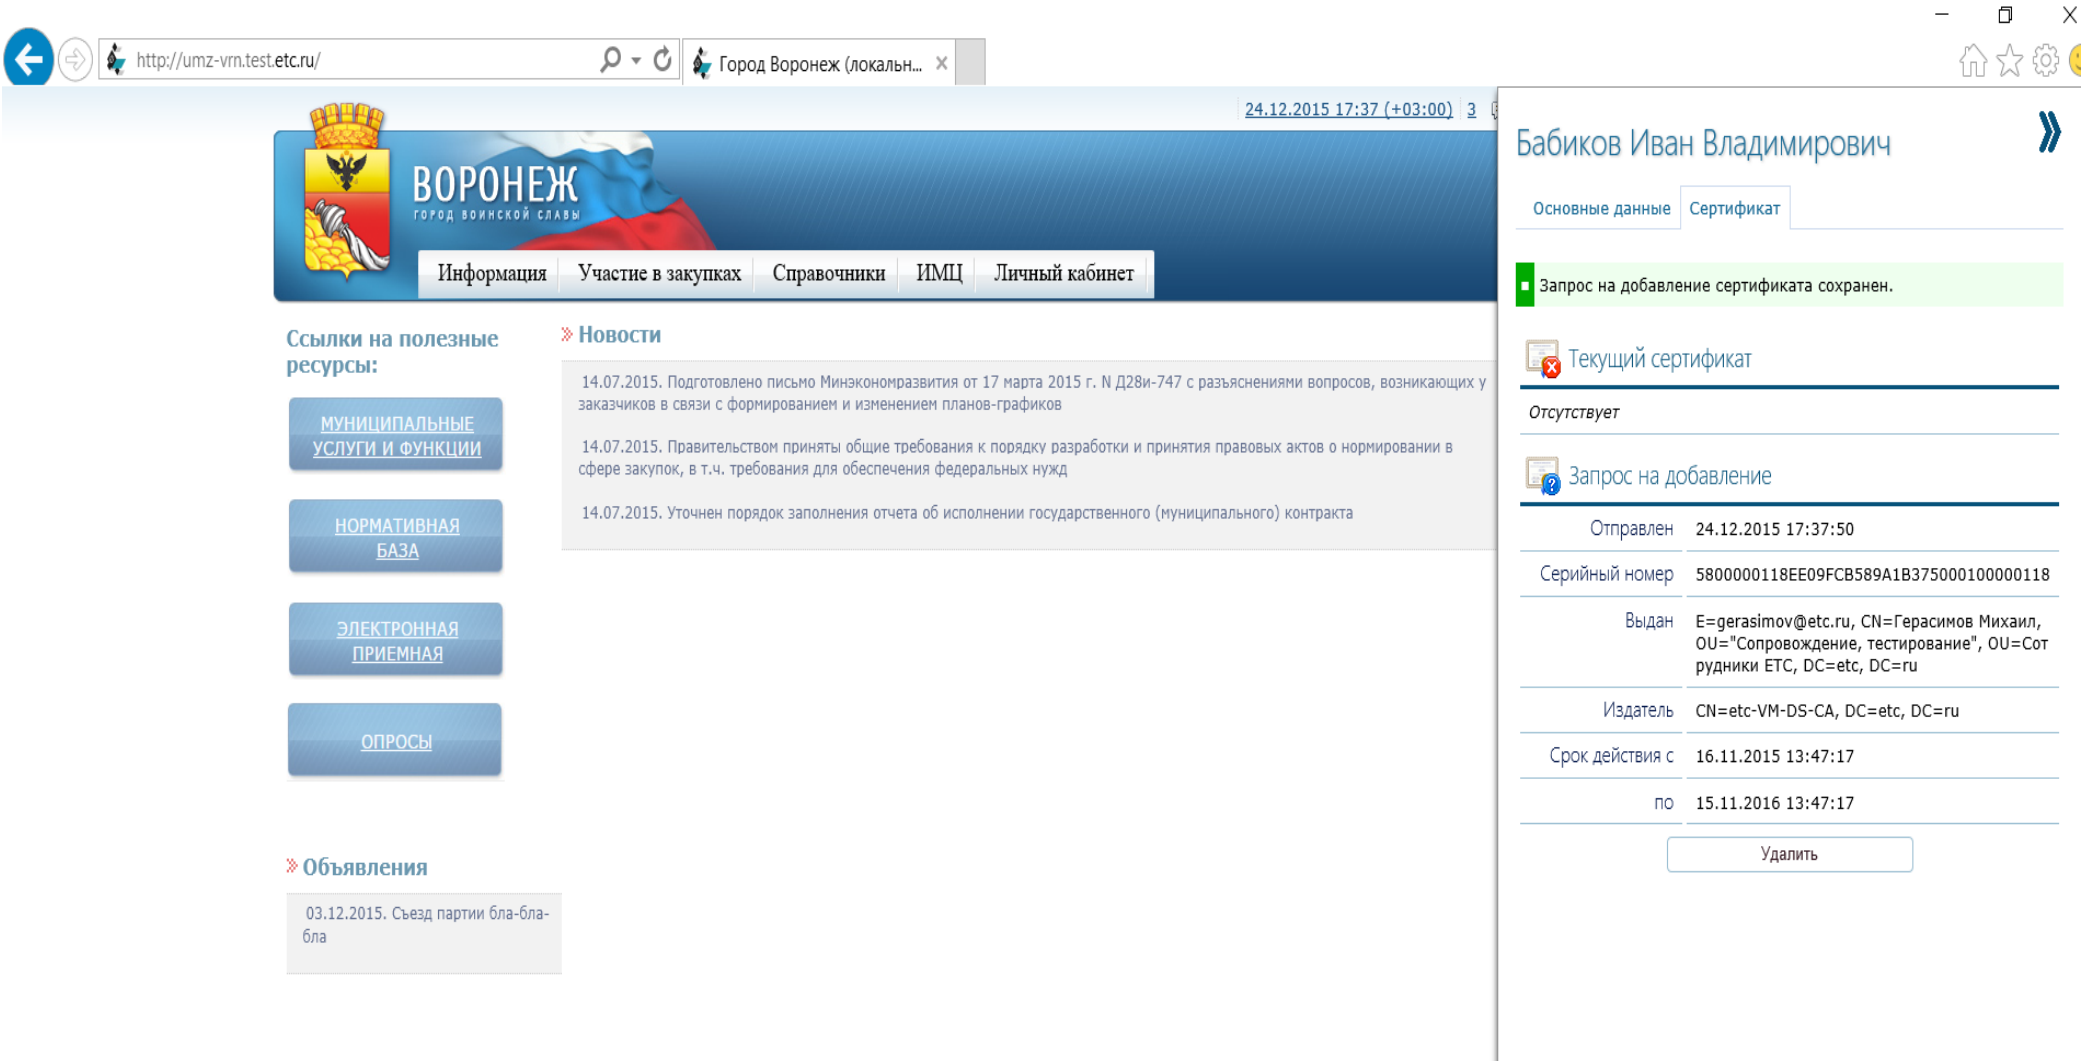 http://umz-vrn.test.etc.ru/
Город Воронеж (локальн...
24.12.2015 17:37 (+03:00) 3
ВОРОНЕЖ
ГОРОД ВОИНСКОЙ СЛАВЫ
Информация Участие в закупках Справочники ИМЦ Личный кабинет
Ссылки на полезные
ресурсы:
МУНИЦИПАЛЬНЫЕ
УСЛУГИ И ФУНКЦИИ
НОРМАТИВНАЯ
БАЗА
ЭЛЕКТРОННАЯ
ПРИЕМНАЯ
ОПРОСЫ
Новости
14.07.2015. Подготовлено письмо Минэкономразвития от 17 марта 2015 г. N Д28и-747 с разъяснениями вопросов, возникающих у
заказчиков в связи с формированием и изменением планов-графиков
14.07.2015. Правительством приняты общие требования к порядку разработки и принятия правовых актов о нормировании в
сфере закупок, в т.ч. требования для обеспечения федеральных нужд
14.07.2015. Уточнен порядок заполнения отчета об исполнении государственного (муниципального) контракта
Объявления
03.12.2015. Съезд партии бла-бла-
бла
Бабиков Иван Владимирович
Основные данные Сертификат
Запрос на добавление сертификата сохранен.
Текущий сертификат
Отсутствует
Запрос на добавление
Отправлен 24.12.2015 17:37:50
Серийный номер 5800000118EE09FCB589A1B375000100000118
Выдан E=gerasimov@etc.ru, CN=Герасимов Михаил,
OU="Сопровождение, тестирование", OU=Сот
рудники ЕТС, DC=etc, DC=ru
Издатель CN=etc-VM-DS-CA, DC=etc, DC=ru
Срок действия с 16.11.2015 13:47:17
по 15.11.2016 13:47:17
Удалить